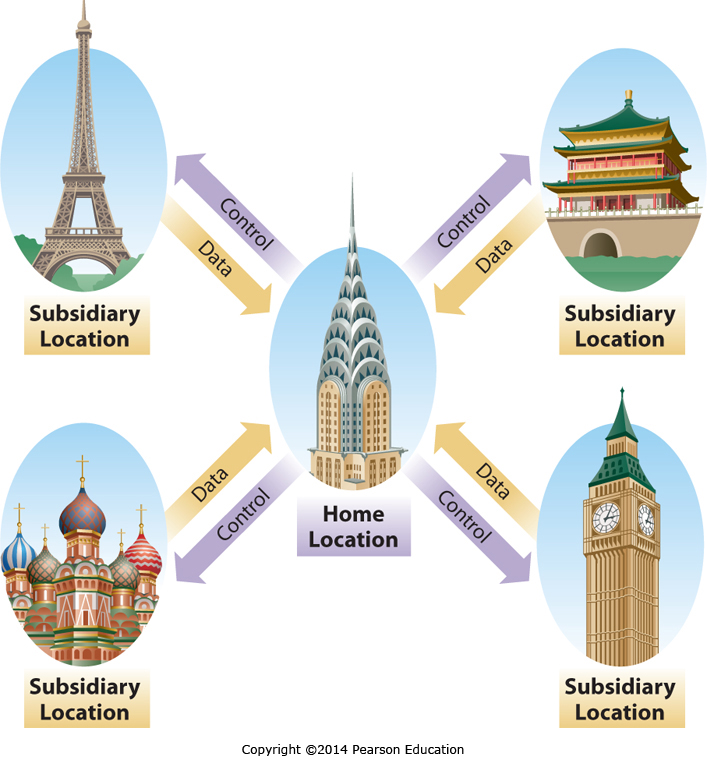 Control
Data
Control
Data
Subsidiary
Location
Subsidiary
Location
Data
Control
Data
Control
Home
Location
Subsidiary
Location
Subsidiary
Location
Copyright ©2014 Pearson Education